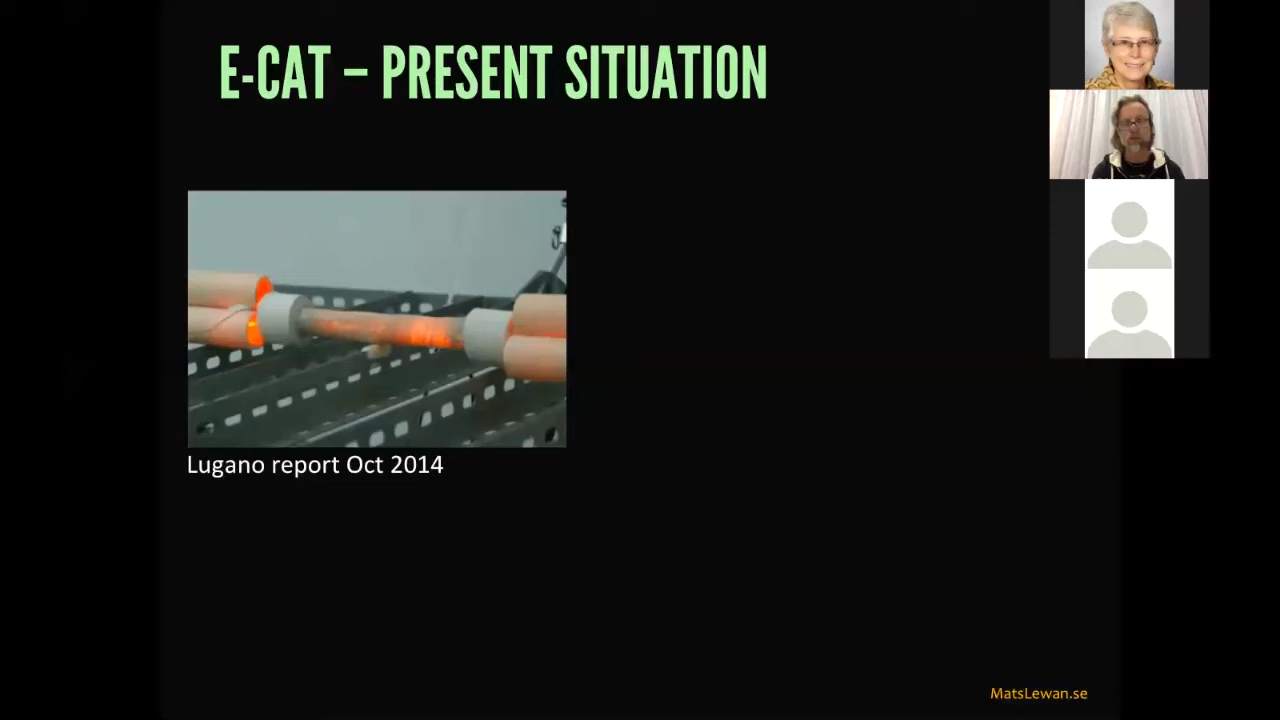 E-CAT – PRESENT SITUATION
Lugano report Oct 2014
MatsLewan.se